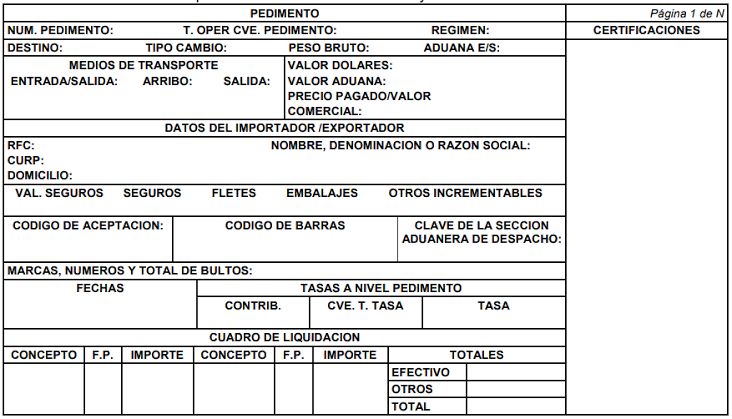 PEDIMENTO Página 1 de N
NUM. PEDIMENTO: T. OPER CVE. PEDIMENTO: REGIMEN: CERTIFICACIONES
DESTINO: TIPO CAMBIO: PESO BRUTO: ADUANA E/S:
MEDIOS DE TRANSPORTE VALOR DOLARES:
ENTRADA/SALIDA: ARRIBO: SALIDA: VALOR ADUANA:
PRECIO PAGADO/VALOR
COMERCIAL:
DATOS DEL IMPORTADOR /EXPORTADOR
RFC: NOMBRE, DENOMINACION O RAZON SOCIAL:
CURP:
DOMICILIO:
VAL. SEGUROS SEGUROS FLETES EMBALAJES OTROS INCREMENTABLES
CODIGO DE ACEPTACION: CODIGO DE BARRAS CLAVE DE LA SECCION
ADUANERA DE DESPACHO:
MARCAS, NUMEROS Y TOTAL DE BULTOS:
FECHAS TASAS A NIVEL PEDIMENTO
CONTRIB. CVE. T. TASA TASA
CUADRO DE LIQUIDACION
CONCEPTO F.P. IMPORTE CONCEPTO F.P. IMPORTE TOTALES
EFECTIVO
OTROS
TOTAL